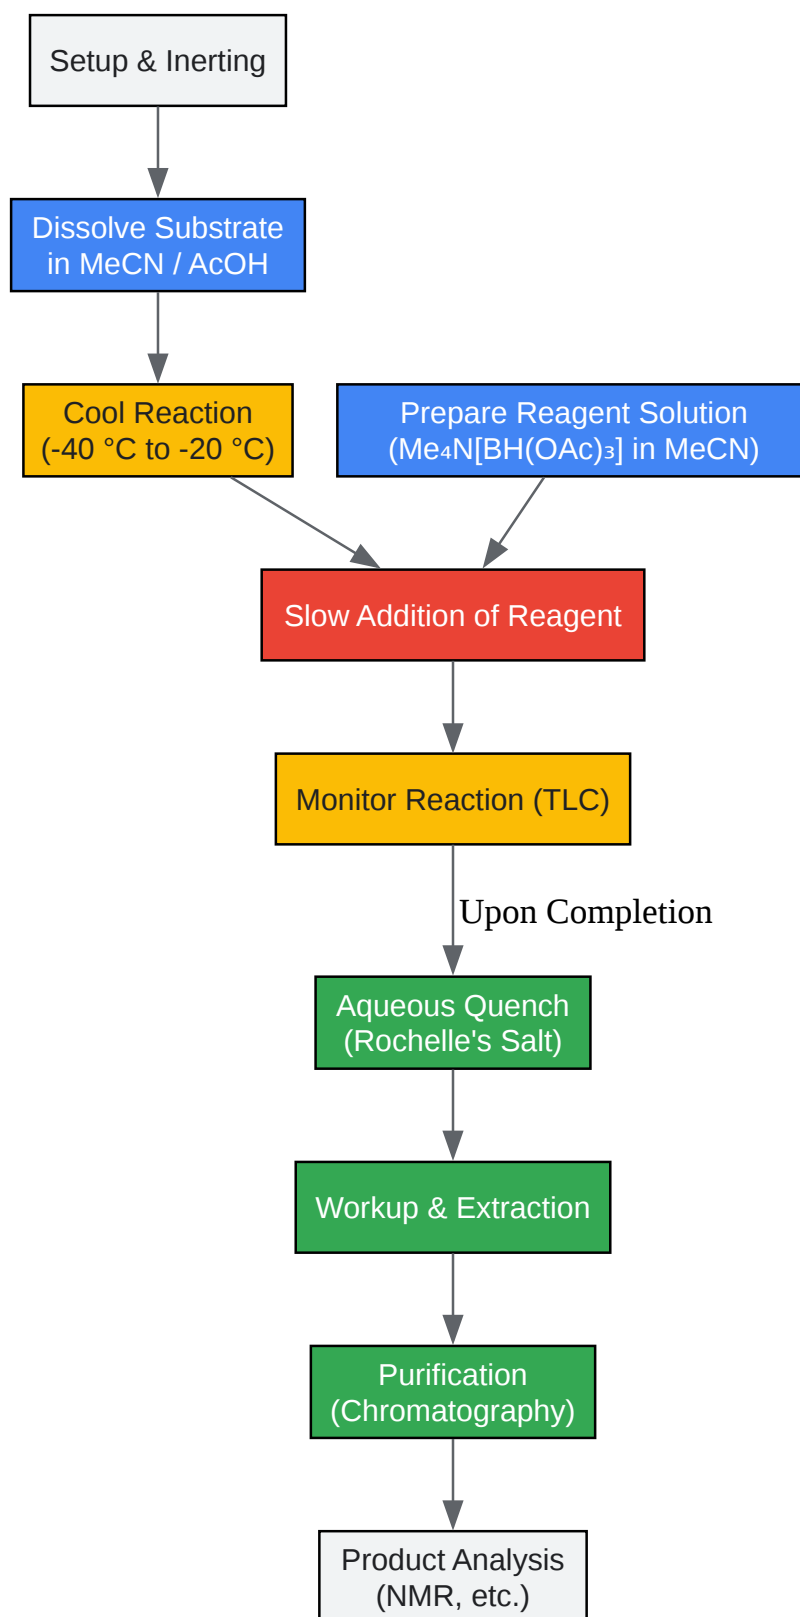 Setup & Inerting
Dissolve Substrate
in MeCN / AcOH
Cool Reaction
(-40 °C to -20 °C)
Prepare Reagent Solution
(Me₄N[BH(OAc)₃] in MeCN)
Slow Addition of Reagent
Monitor Reaction (TLC)
Upon Completion
Aqueous Quench
(Rochelle's Salt)
Workup & Extraction
Purification
(Chromatography)
Product Analysis
(NMR, etc.)